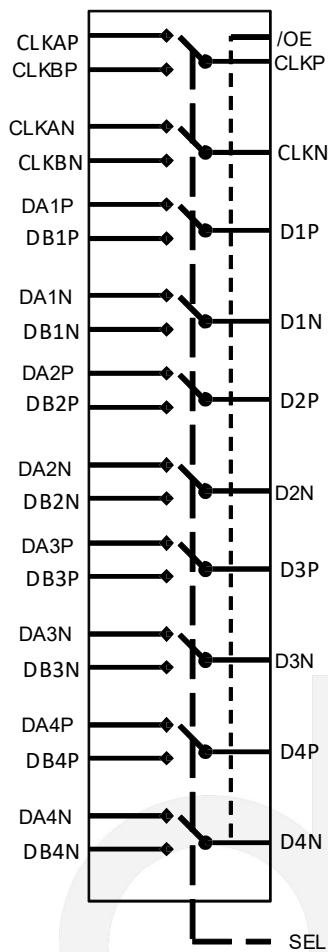 CLKAP
CLKBP
CLKAN
CLKBN
DA1P
DB1P
DA1N
DB1N
DA2P
DB2P
DA2N
DB2N
DA3P
DB3P
DA3N
DB3N
DA4P
DB4P
DA4N
DB4N
/OE
CLKP
CLKN
D1P
D1N
D2P
D2N
D3P
D3N
D4P
D4N
SEL